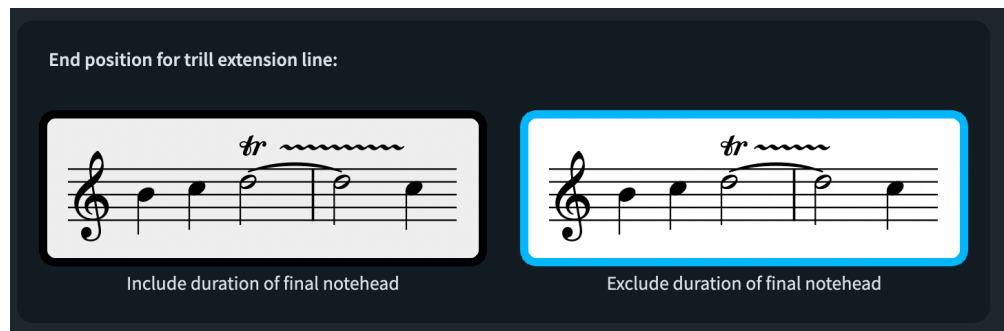 End position for trill extension line:
tr
tr
Include duration of final notehead
Exclude duration of final notehead